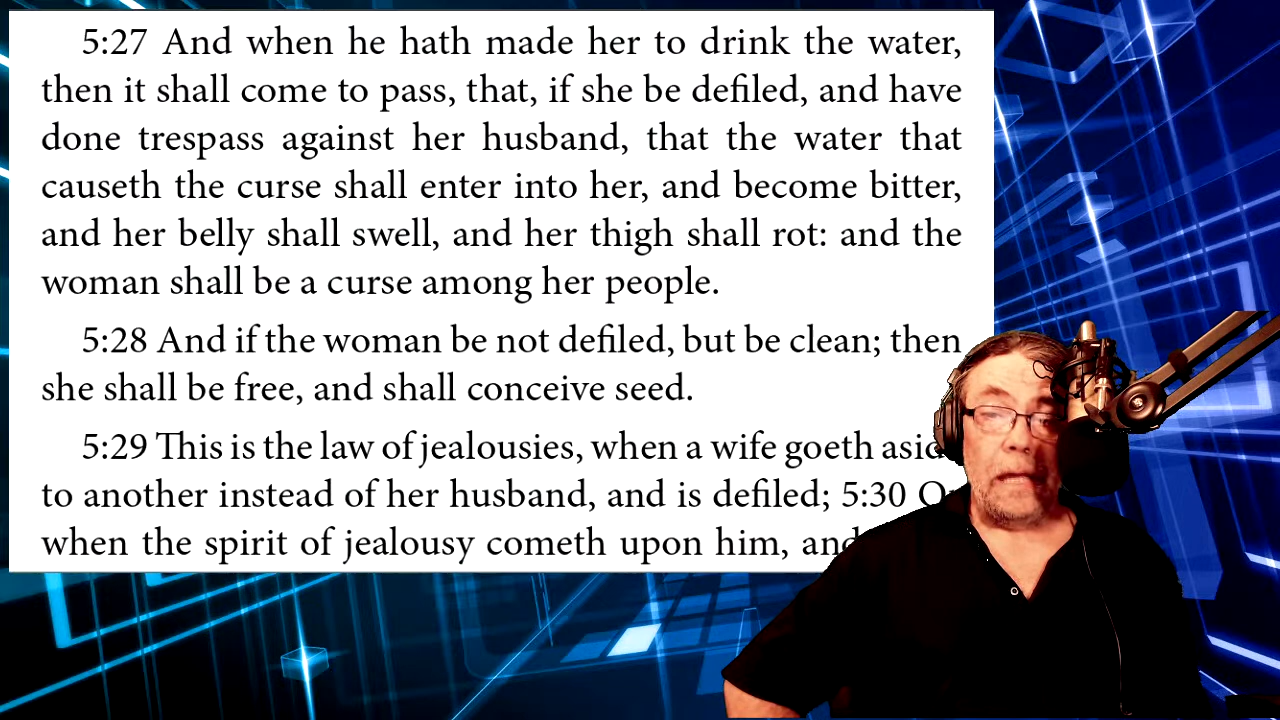 5:27 And when he hath made her to drink the water,
then it shall come to pass, that, if she be defiled, and have
done trespass against her husband, that the water that
causeth the curse shall enter into her, and become bitter,
and her belly shall swell, and her thigh shall rot: and the
woman shall be a curse among her people.
5:28 And if the woman be not defiled, but be clean; then
she shall be free, and shall conceive seed.
5:29 This is the law of jealousies, when a wife goeth
to another instead of her husband, and is defiled; 5:30
when the spirit of jealousy cometh upon him,